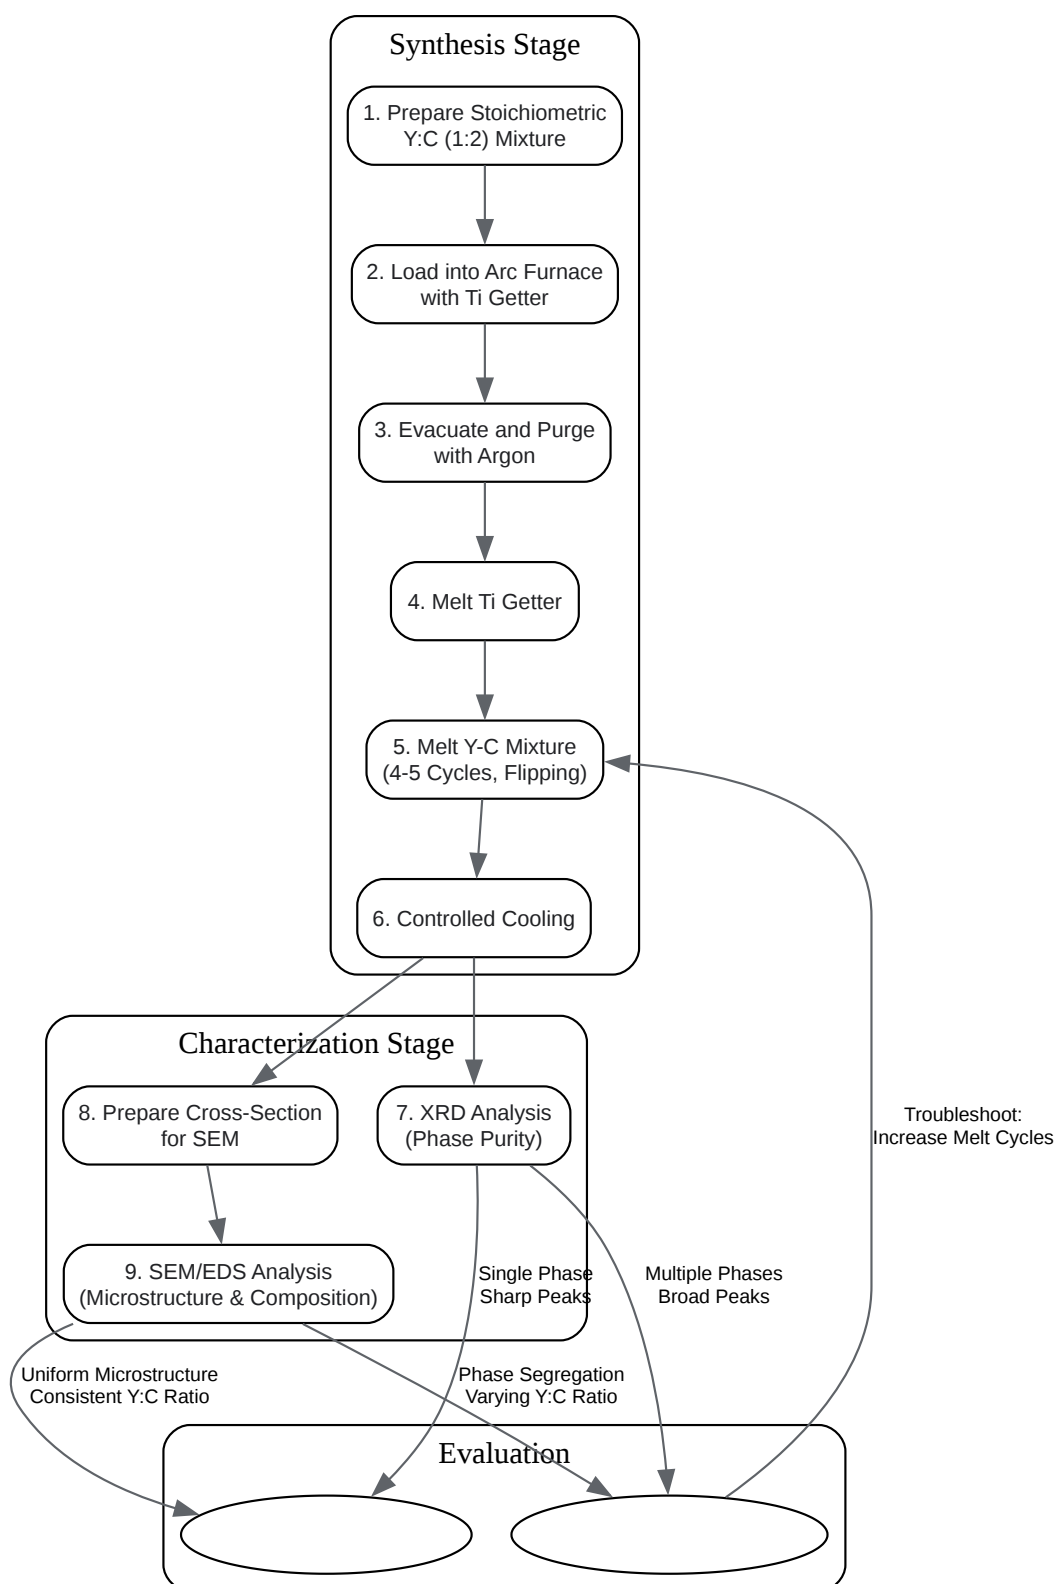 Synthesis Stage
1. Prepare Stoichiometric
Y:C (1:2) Mixture
2. Load into Arc Furnace
with Ti Getter
3. Evacuate and Purge
with Argon
4. Melt Ti Getter
5. Melt Y-C Mixture
(4-5 Cycles, Flipping)
6. Controlled Cooling
Characterization Stage
8. Prepare Cross-Section
for SEM
7. XRD Analysis
(Phase Purity)
Troubleshoot:
Increase Melt Cycles
9. SEM/EDS Analysis
(Microstructure & Composition)
Single Phase
Sharp Peaks
Multiple Phases
Broad Peaks
Uniform Microstructure
Consistent Y:C Ratio
Phase Segregation
Varying Y:C Ratio
Evaluation